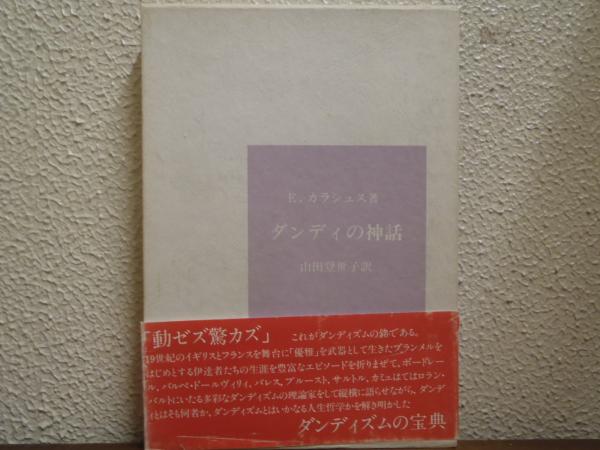 E. カラシュス著
ダンディの神話
山田登世子訳
「動ゼズ驚カズ」 これがダンディズムの鉄則である。
19世紀のイギリスとフランスを舞台に「優雅」を武器として生きたブランメルを
はじめとする伊達者たちの生涯を豊富なエピソードを折りまぜて、ボードレー
ル、バルベ・ドールヴィリィ、バレス、プルースト、サルトル、カミュはてはロラン・
バルトにいたる多彩なダンディズムの理論家をして縦横に語らせながら、ダンデ
ィとはそも何者か、ダンディズムとはいかなる人生哲学かを解き明かした
ダンディズムの宝典